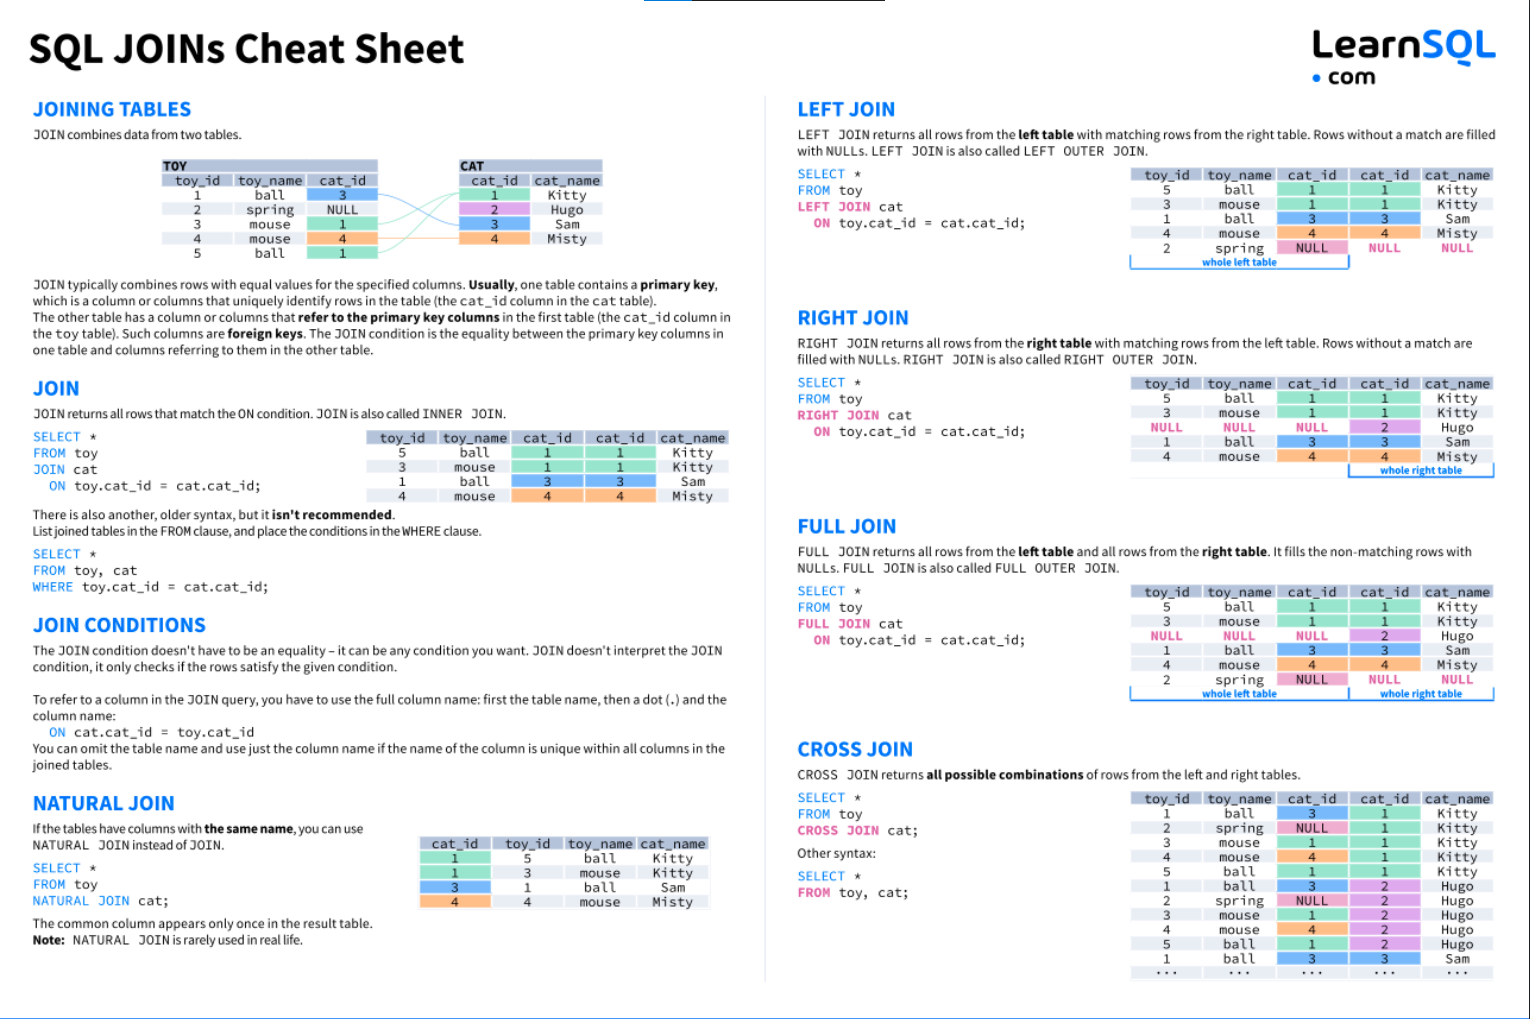 SQL JOINs Cheat Sheet
LearnSQL
• com
JOINING TABLES
JOIN combines data from two tables.
TOY
toy_id toy_name cat_id
1 ball 3
2 spring NULL
3 mouse 1
4 mouse 4
5 ball 1
CAT
cat_id cat_name
1 Kitty
2 Hugo
3 Sam
4 Misty
JOIN typically combines rows with equal values for the specified columns. Usually, one table contains a primary key,
which is a column or columns that uniquely identify rows in the table (the cat_id column in the cat table).
The other table has a column or columns that refer to the primary key columns in the first table (the cat_id column in
the toy table). Such columns are foreign keys. The JOIN condition is the equality between the primary key columns in
one table and columns referring to them in the other table.
JOIN
JOIN returns all rows that match the ON condition. JOIN is also called INNER JOIN.
SELECT *
FROM toy
JOIN cat
ON toy.cat_id = cat.cat_id;
toy_id toy_name cat_id cat_id cat_name
5 ball 1 1 Kitty
3 mouse 1 1 Kitty
1 ball 3 3 Sam
4 mouse 4 4 Misty
There is also another, older syntax, but it isn't recommended.
List joined tables in the FROM clause, and place the conditions in the WHERE clause.
SELECT *
FROM toy, cat
WHERE toy.cat_id = cat.cat_id;
JOIN CONDITIONS
The JOIN condition doesn't have to be an equality – it can be any condition you want. JOIN doesn't interpret the JOIN
condition, it only checks if the rows satisfy the given condition.
To refer to a column in the JOIN query, you have to use the full column name: first the table name, then a dot (.) and the
column name:
ON cat.cat_id = toy.cat_id
You can omit the table name and use just the column name if the name of the column is unique within all columns in the
joined tables.
NATURAL JOIN
If the tables have columns with the same name, you can use
NATURAL JOIN instead of JOIN.
SELECT *
FROM toy
NATURAL JOIN cat;
cat_id toy_id toy_name cat_name
1 5 ball Kitty
1 3 mouse Kitty
3 1 ball Sam
4 4 mouse Misty
The common column appears only once in the result table.
Note: NATURAL JOIN is rarely used in real life.
LEFT JOIN
LEFT JOIN returns all rows from the left table with matching rows from the right table. Rows without a match are filled
with NULLs. LEFT JOIN is also called LEFT OUTER JOIN.
SELECT *
FROM toy
LEFT JOIN cat
ON toy.cat_id = cat.cat_id;
toy_id toy_name cat_id cat_id cat_name
5 ball 1 1 Kitty
3 mouse 1 1 Kitty
1 ball 3 3 Sam
4 mouse 4 4 Misty
2 spring NULL NULL NULL
whole left table
RIGHT JOIN
RIGHT JOIN returns all rows from the right table with matching rows from the left table. Rows without a match are
filled with NULLs. RIGHT JOIN is also called RIGHT OUTER JOIN.
SELECT *
FROM toy
RIGHT JOIN cat
ON toy.cat_id = cat.cat_id;
toy_id toy_name cat_id cat_id cat_name
5 ball 1 1 Kitty
3 mouse 1 1 Kitty
NULL NULL NULL 2 Hugo
1 ball 3 3 Sam
4 mouse 4 4 Misty
whole right table
FULL JOIN
FULL JOIN returns all rows from the left table and all rows from the right table. It fills the non-matching rows with
NULLs. FULL JOIN is also called FULL OUTER JOIN.
SELECT *
FROM toy
FULL JOIN cat
ON toy.cat_id = cat.cat_id;
toy_id toy_name cat_id cat_id cat_name
5 ball 1 1 Kitty
3 mouse 1 1 Kitty
NULL NULL NULL 2 Hugo
1 ball 3 3 Sam
4 mouse 4 4 Misty
2 spring NULL NULL NULL
whole left table whole right table
CROSS JOIN
CROSS JOIN returns all possible combinations of rows from the left and right tables.
SELECT *
FROM toy
CROSS JOIN cat;
Other syntax:
SELECT *
FROM toy, cat;
toy_id toy_name cat_id cat_id cat_name
1 ball 3 1 Kitty
2 spring NULL 1 Kitty
3 mouse 1 1 Kitty
4 mouse 4 1 Kitty
5 ball 1 1 Kitty
1 ball 3 2 Hugo
2 spring NULL 2 Hugo
3 mouse 1 2 Hugo
4 mouse 4 2 Hugo
5 ball 1 2 Hugo
1 ball 3 3 Sam
··· ··· ··· ··· ···